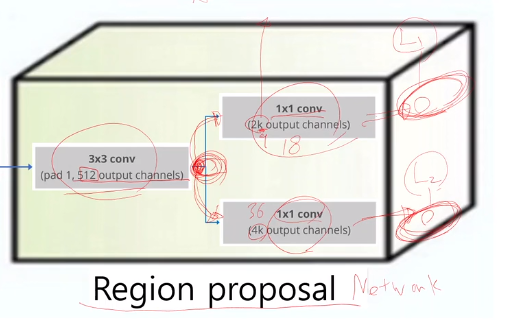 L1
1x1 conv
(2k output channels)
9
18
3x3 conv
(pad 1, 512 output channels)
L2
36 1x1 conv
(4k output channels)
Region proposal Network